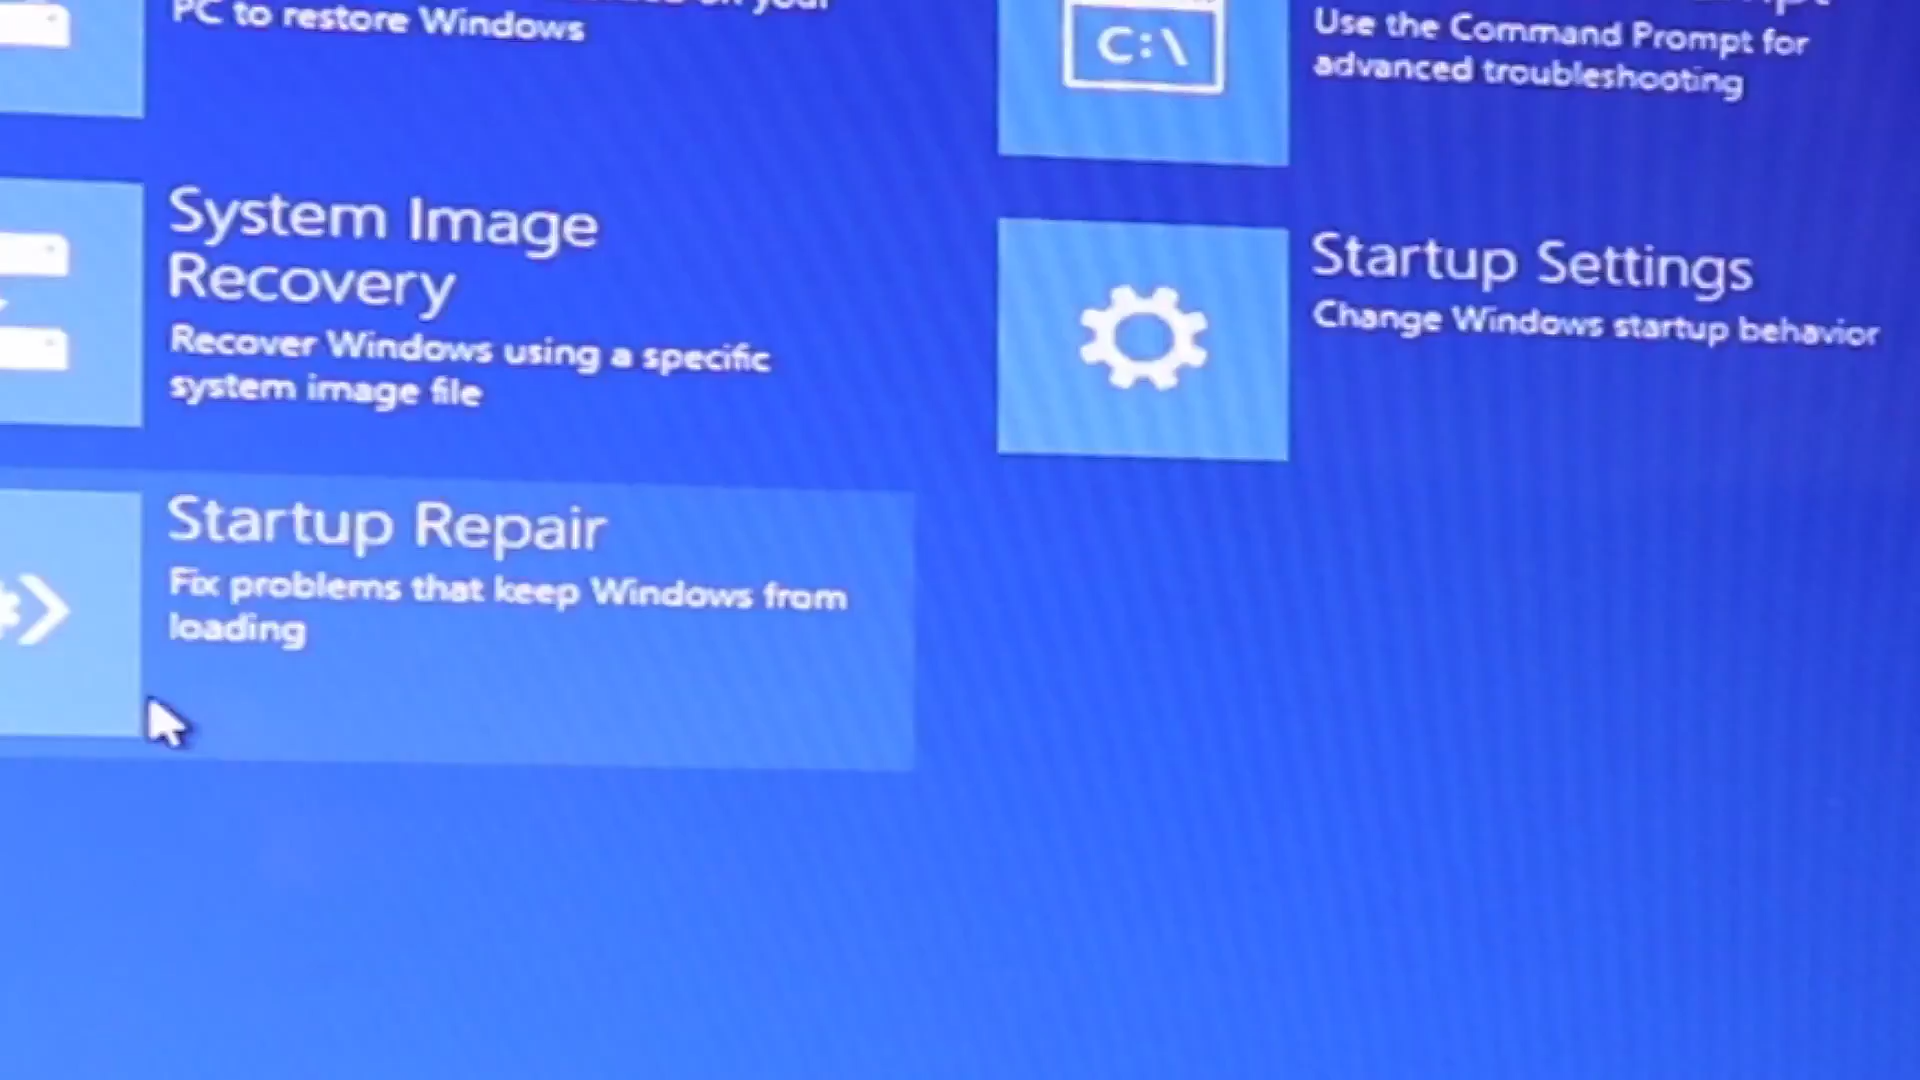 your
PC to restore Windows
System Image
Recovery
Recover Windows using a specific
system image file
Startup Repair
Fix problems that keep Windows from
loading
Use the Command Prompt for
advanced troubleshooting
C:\
Startup Settings
Change Windows startup behavior